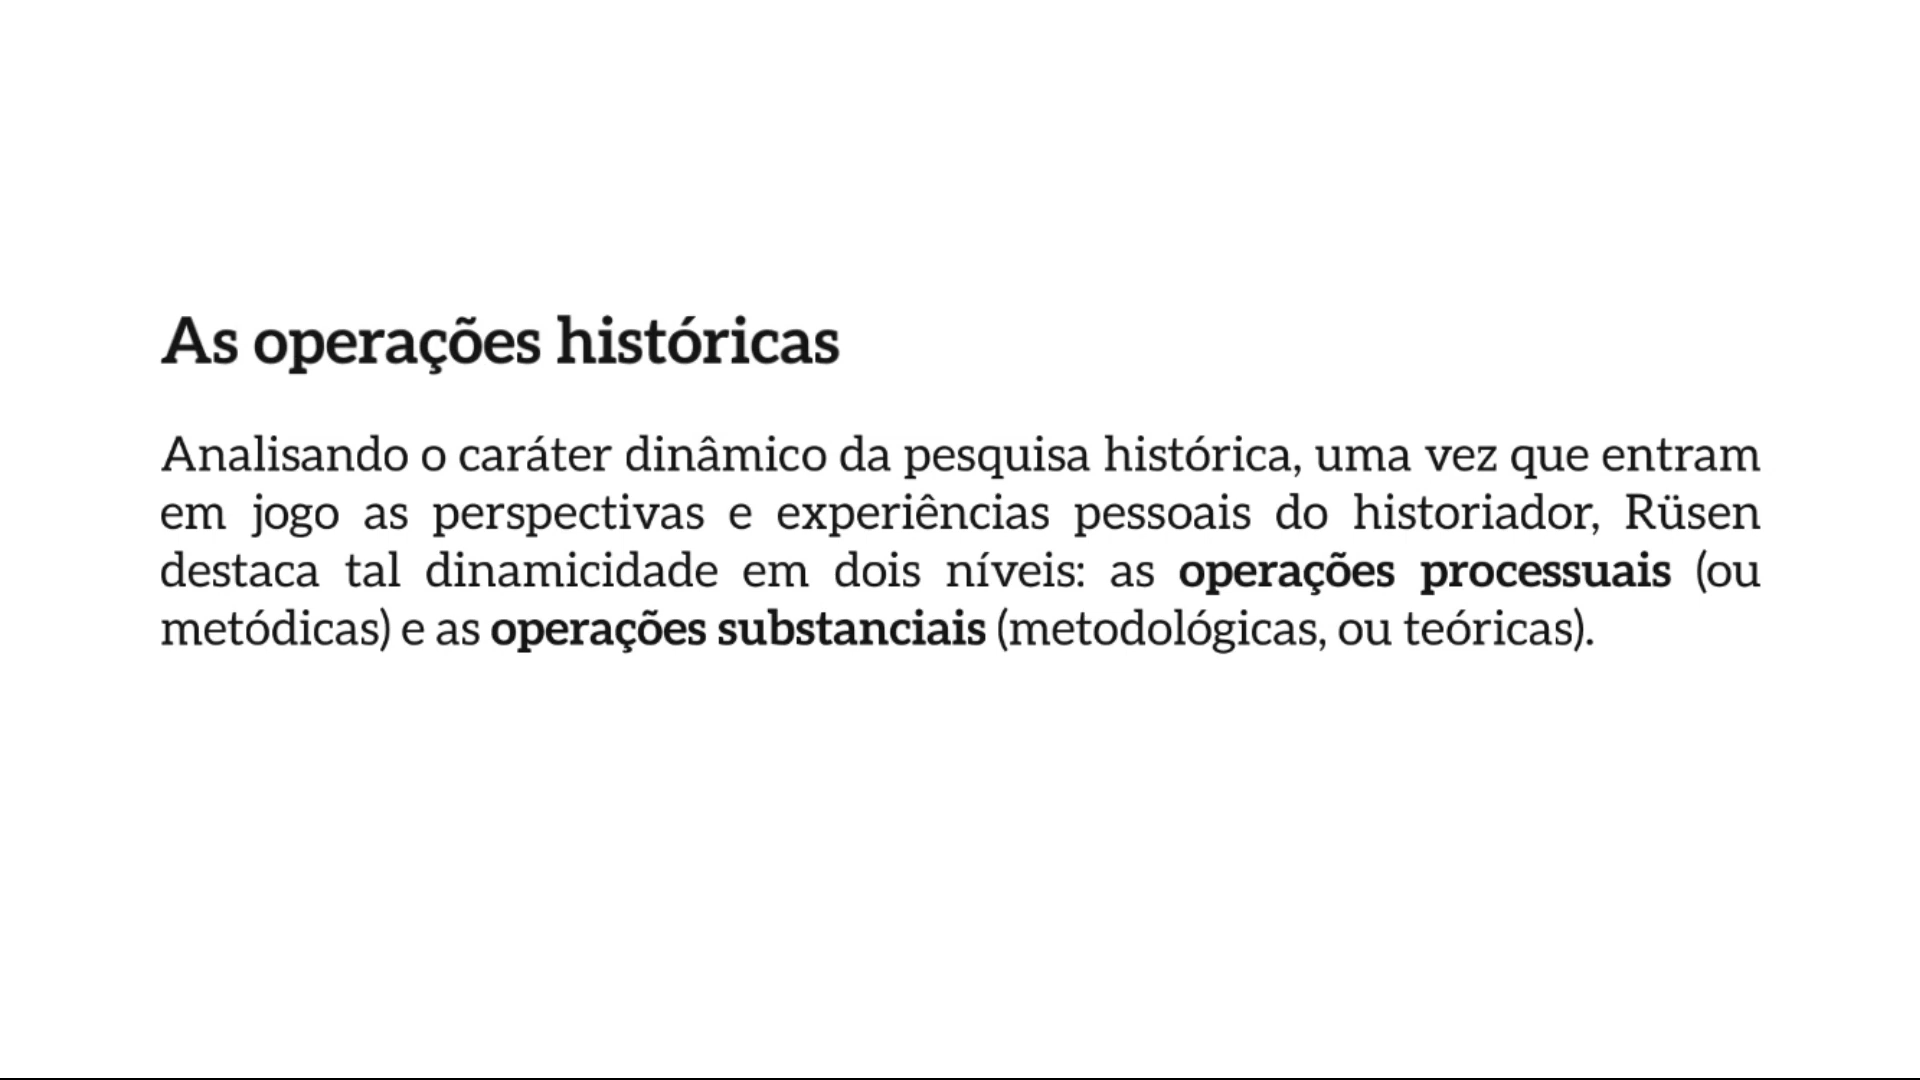 As operações históricas
Analisando o caráter dinâmico da pesquisa histórica, uma vez que entram
em jogo as perspectivas e experiências pessoais do historiador, Rüsen
destaca tal dinamicidade em dois níveis: as operações processuais (ou
metódicas) e as operações substanciais (metodológicas, ou teóricas).